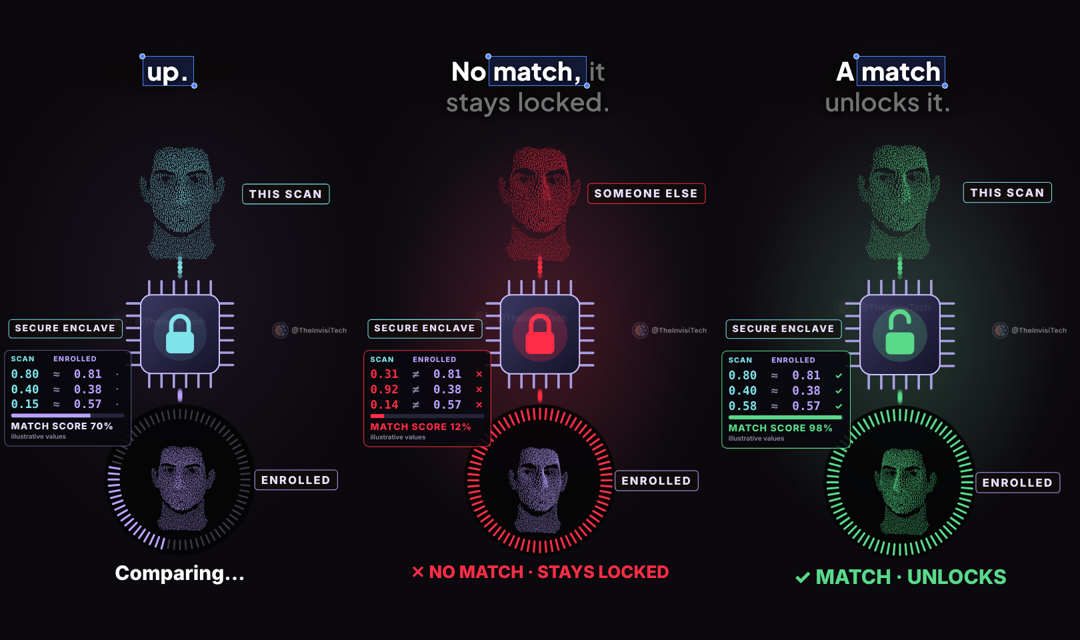 up.
THIS SCAN
SECURE ENCLAVE
@TheInvisiTech
SCAN ENROLLED
0.80 ≈ 0.81 ·
0.40 ≈ 0.38 ·
0.15 ≈ 0.57 ·
MATCH SCORE 70%
illustrative values
ENROLLED
Comparing...
No match, it
stays locked.
SOMEONE ELSE
SECURE ENCLAVE
@TheInvisiTech
SCAN ENROLLED
0.31 ≠ 0.81 ×
0.92 ≠ 0.38 ×
0.14 ≠ 0.57 ×
MATCH SCORE 12%
illustrative values
ENROLLED
× NO MATCH · STAYS LOCKED
A match
unlocks it.
THIS SCAN
SECURE ENCLAVE
@TheInvisiTech
SCAN ENROLLED
0.80 ≈ 0.81 ✓
0.40 ≈ 0.38 ✓
0.58 ≈ 0.57 ✓
MATCH SCORE 98%
illustrative values
ENROLLED
✓ MATCH · UNLOCKS